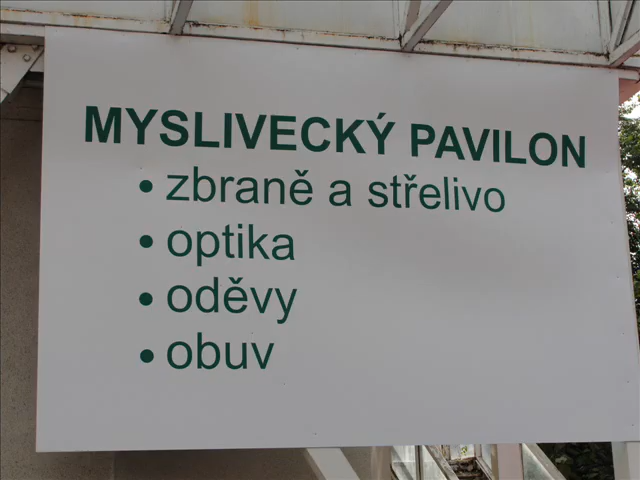 MYSLIVECKÝ PAVILON
• zbraně a střelivo
• optika
• oděvy
• obuv